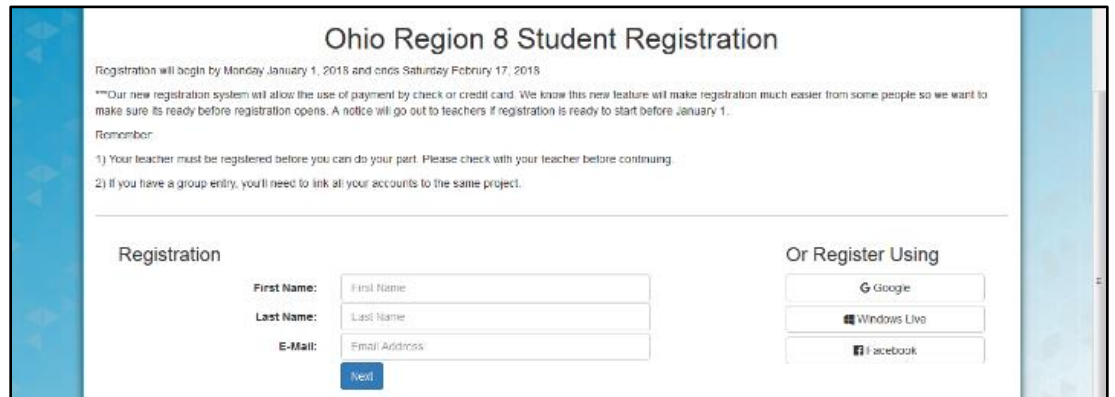 Ohio Region 8 Student Registration
Registration will begin by Monday January 1, 2018 and ends Saturday Februry 17, 2018
***Our new registration system will allow the use of payment by check or credit card. We know this new feature will make registration much easier from some people so we want to
make sure its ready before registration opens. A notice will go out to teachers if registration is ready to start before January 1.
Remember:
1) Your teacher must be registered before you can do your part. Please check with your teacher before continuing.
2) If you have a group entry, you'll need to link all your accounts to the same project.
Registration
Or Register Using
First Name: First Name
Google
Last Name: Last Name
Windows Live
E-Mail: Email Address
Facebook
Next